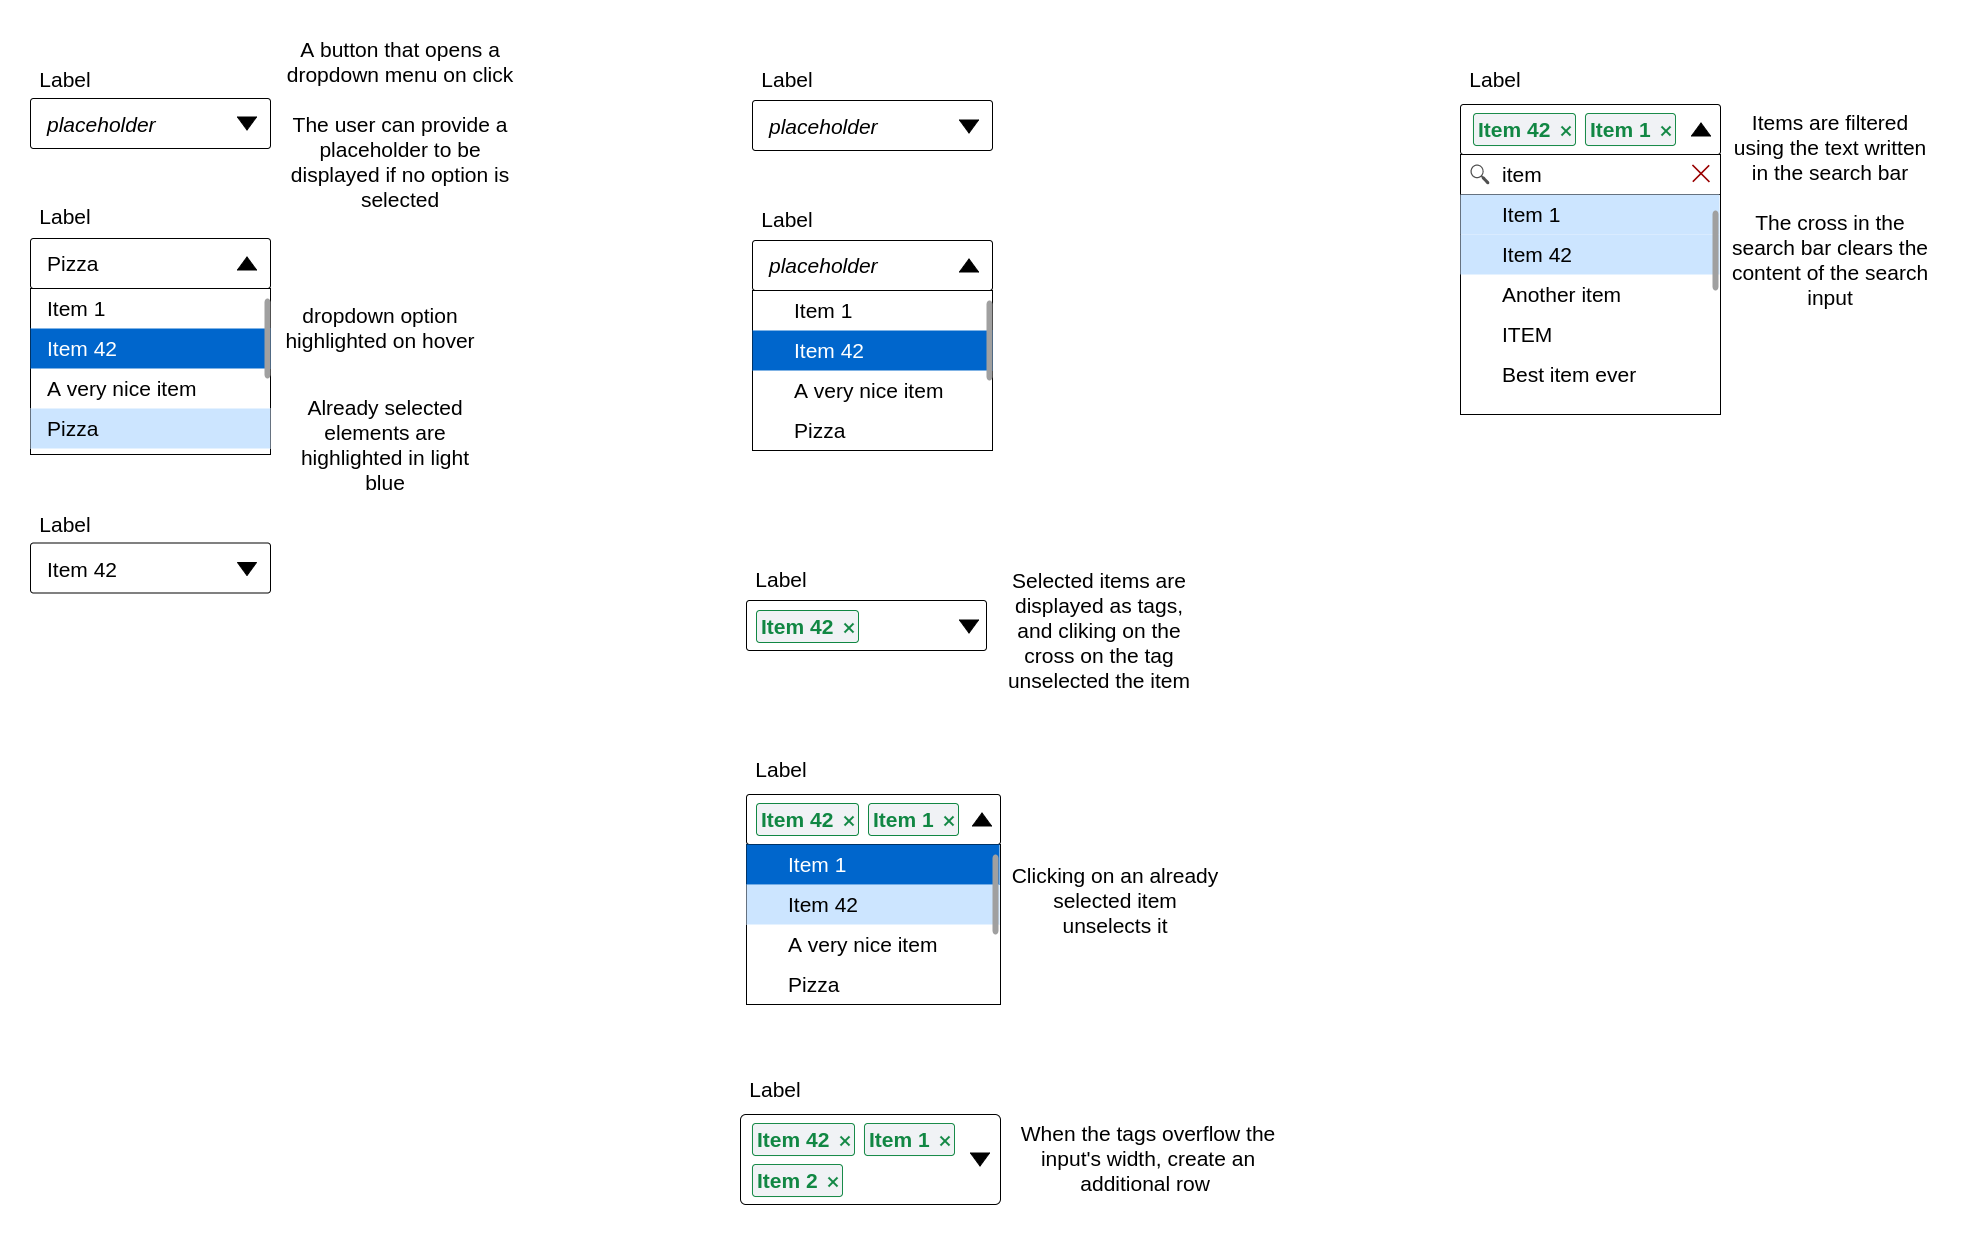 Label
placeholder
A button that opens a
dropdown menu on click
The user can provide a
placeholder to be
displayed if no option is
selected
Label
Pizza
Item 1
Item 42
A very nice item
Pizza
dropdown option
highlighted on hover
Already selected
elements are
highlighted in light
blue
Label
Item 42
Label
placeholder
Label
placeholder
Item 1
Item 42
A very nice item
Pizza
Label
Item 42 ×
Selected items are
displayed as tags,
and cliking on the
cross on the tag
unselected the item
Label
Item 42 × Item 1 ×
Item 1
Item 42
A very nice item
Pizza
Clicking on an already
selected item
unselects it
Label
Item 42 × Item 1 ×
Item 2 ×
When the tags overflow the
input's width, create an
additional row
Label
Item 42 × Item 1 ×
item
Item 1
Item 42
Another item
ITEM
Best item ever
Items are filtered
using the text written
in the search bar
The cross in the
search bar clears the
content of the search
input